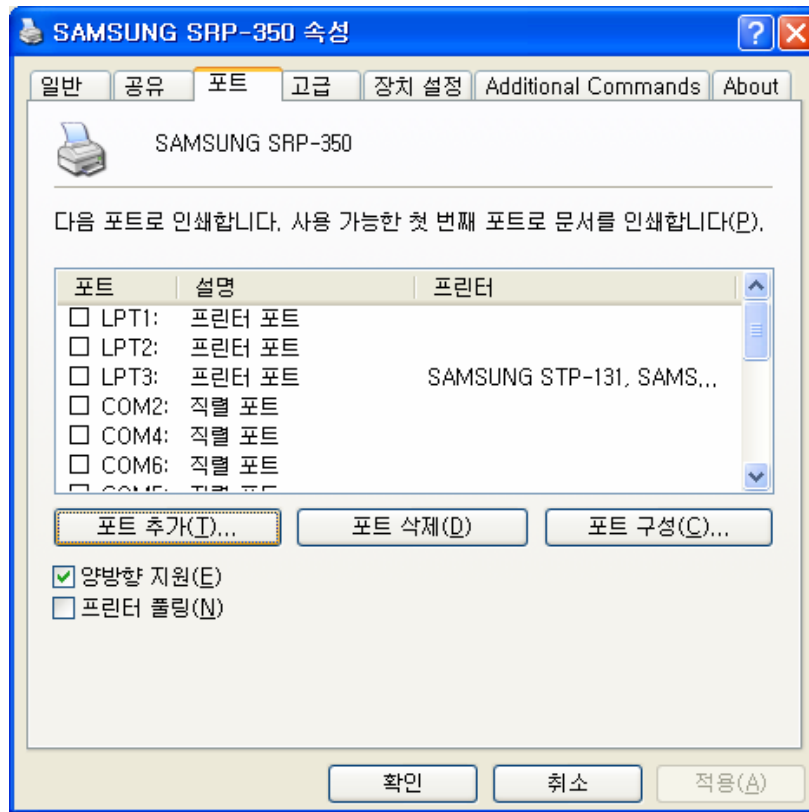 SAMSUNG SRP-350 속성
일반 공유 포트 고급 장치 설정 Additional Commands About
SAMSUNG SRP-350
다음 포트로 인쇄합니다. 사용 가능한 첫 번째 포트로 문서를 인쇄합니다(P).
포트 설명 프린터
LPT1: 프린터 포트
LPT2: 프린터 포트
LPT3: 프린터 포트 SAMSUNG STP-131, SAMS...
COM2: 직렬 포트
COM4: 직렬 포트
COM6: 직렬 포트
COM5: 직렬 포트
포트 추가(T)... 포트 삭제(D) 포트 구성(C)...
양방향 지원(E)
프린터 풀링(N)
확인 취소 적용(A)